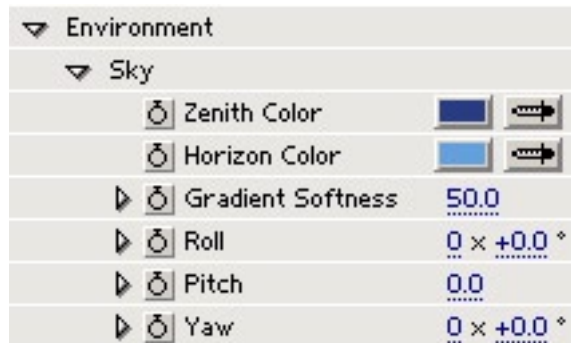 Environment
Sky
Zenith Color
Horizon Color
Gradient Softness 50.0
Roll 0 x +0.0 °
Pitch 0.0
Yaw 0 x +0.0 °